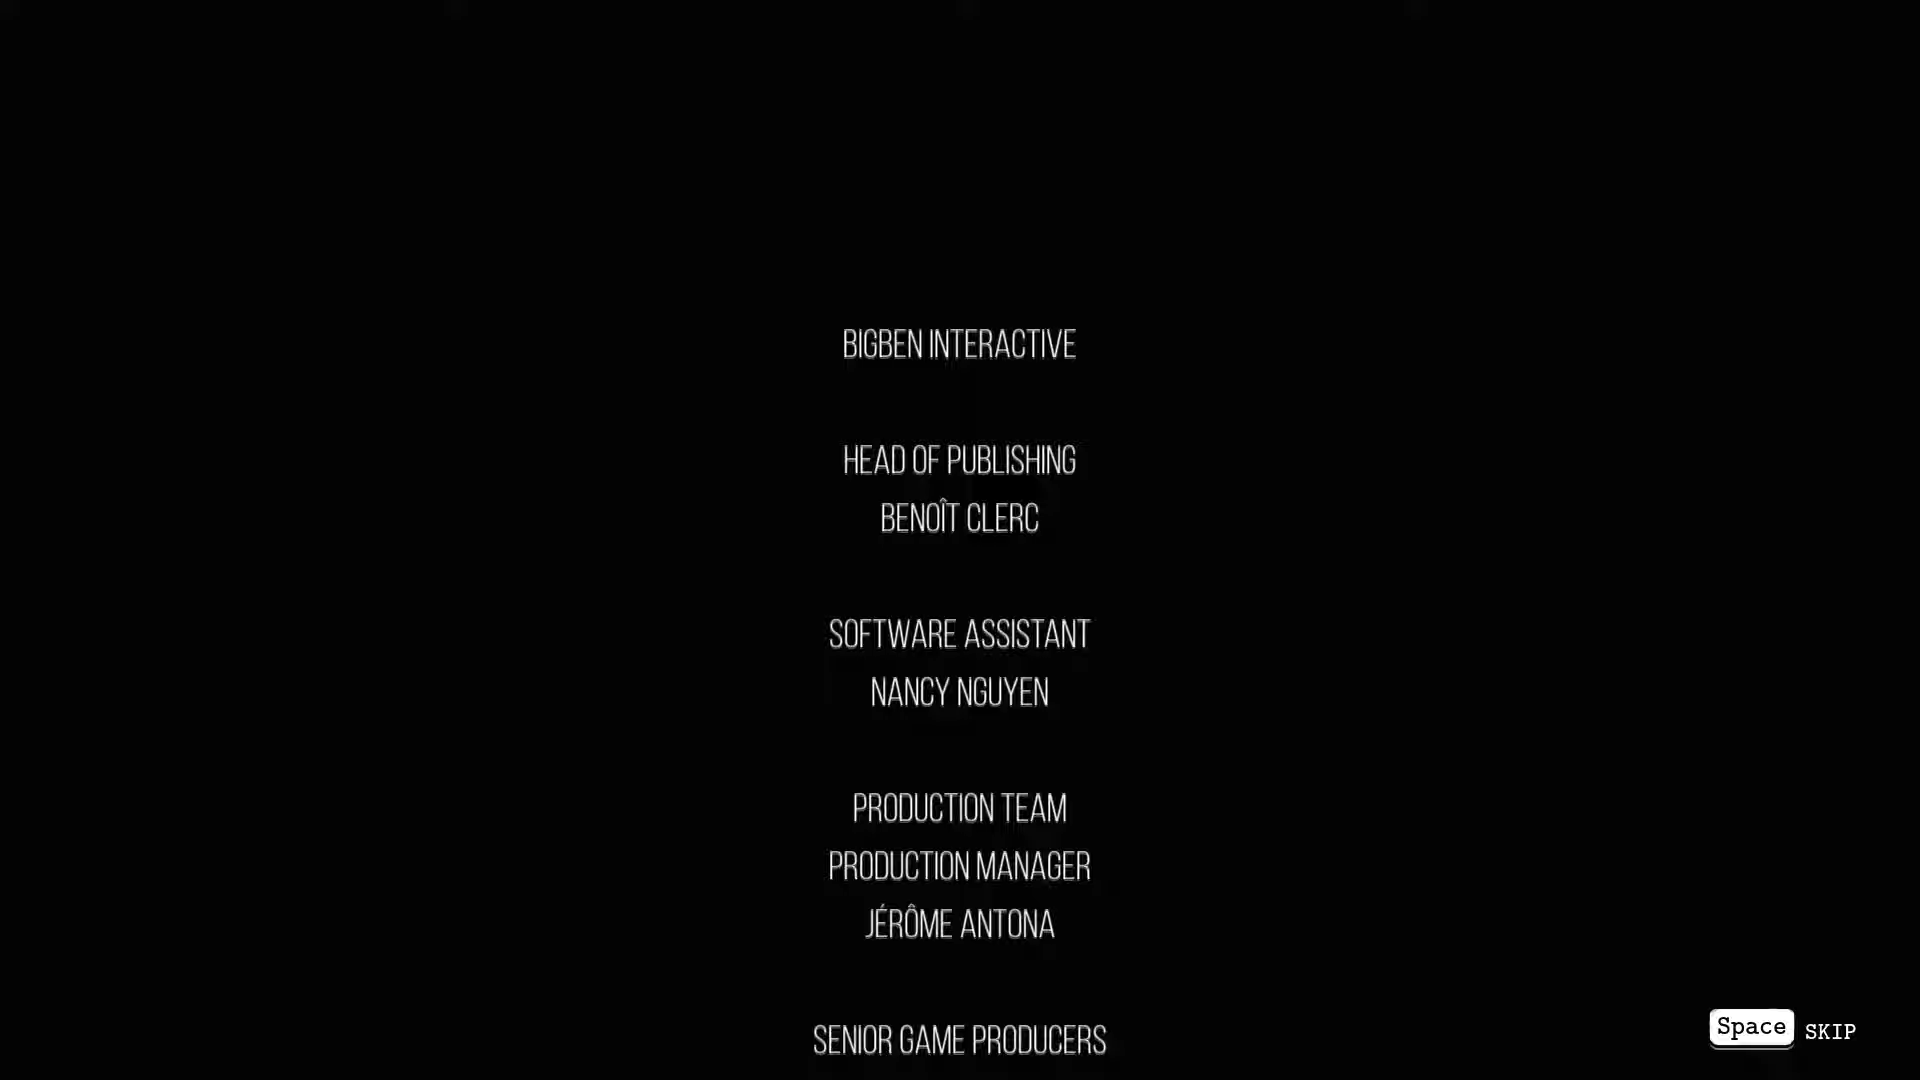 BIGBEN INTERACTIVE
HEAD OF PUBLISHING
BENOÎT CLERC
SOFTWARE ASSISTANT
NANCY NGUYEN
PRODUCTION TEAM
PRODUCTION MANAGER
JÉRÔME ANTONA
SENIOR GAME PRODUCERS
Space SKIP